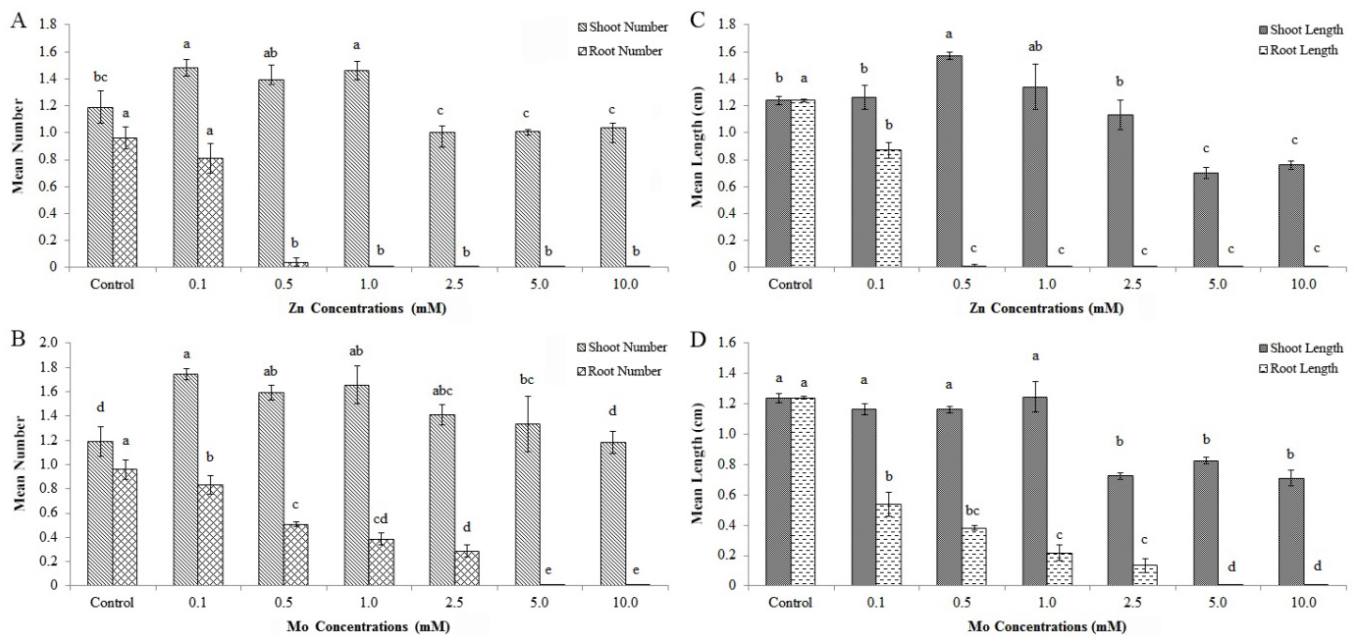 A
Shoot Number
Root Number
Mean Number
1.8
1.6
1.4
1.2
1.0
0.8
0.6
0.4
0.2
0
bc a
a a
ab b
a b
c b
c b
c b
Control 0.1 0.5 1.0 2.5 5.0 10.0
Zn Concentrations (mM)
C
Shoot Length
Root Length
Mean Length (cm)
1.8
1.6
1.4
1.2
1.0
0.8
0.6
0.4
0.2
0
b a
b b
a c
ab c
b c
c c
c c
Control 0.1 0.5 1.0 2.5 5.0 10.0
Zn Concentrations (mM)
B
Shoot Number
Root Number
Mean Number
2.0
1.8
1.6
1.4
1.2
1.0
0.8
0.6
0.4
0.2
0
d a
a b
ab c
ab cd
abc d
bc e
d e
Control 0.1 0.5 1.0 2.5 5.0 10.0
Mo Concentrations (mM)
D
Shoot Length
Root Length
Mean Length (cm)
1.6
1.4
1.2
1.0
0.8
0.6
0.4
0.2
0
a a
a b
a bc
a c
b c
b d
b d
Control 0.1 0.5 1.0 2.5 5.0 10.0
Mo Concentrations (mM)